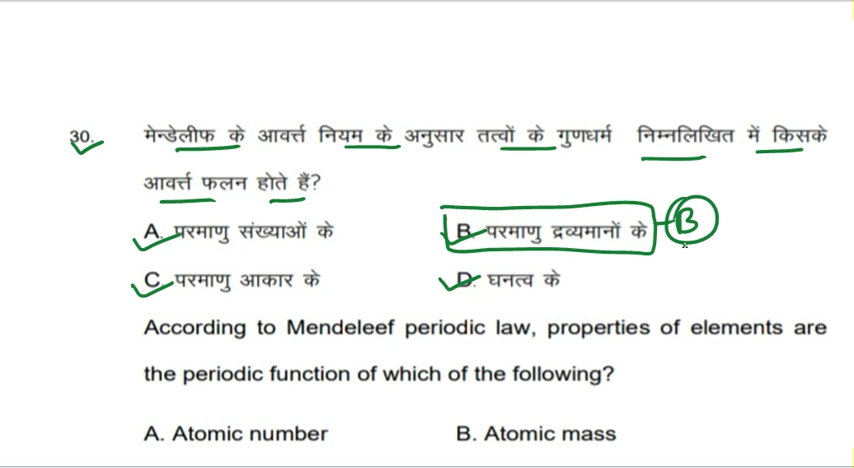 30. मेन्डेलीफ के आवर्त्त नियम के अनुसार तत्वों के गुणधर्म निम्नलिखित में किसके
आवर्त्त फलन होते हैं?
A. परमाणु संख्याओं के B. परमाणु द्रव्यमानों के B
C. परमाणु आकार के D. घनत्व के
According to Mendeleef periodic law, properties of elements are
the periodic function of which of the following?
A. Atomic number B. Atomic mass